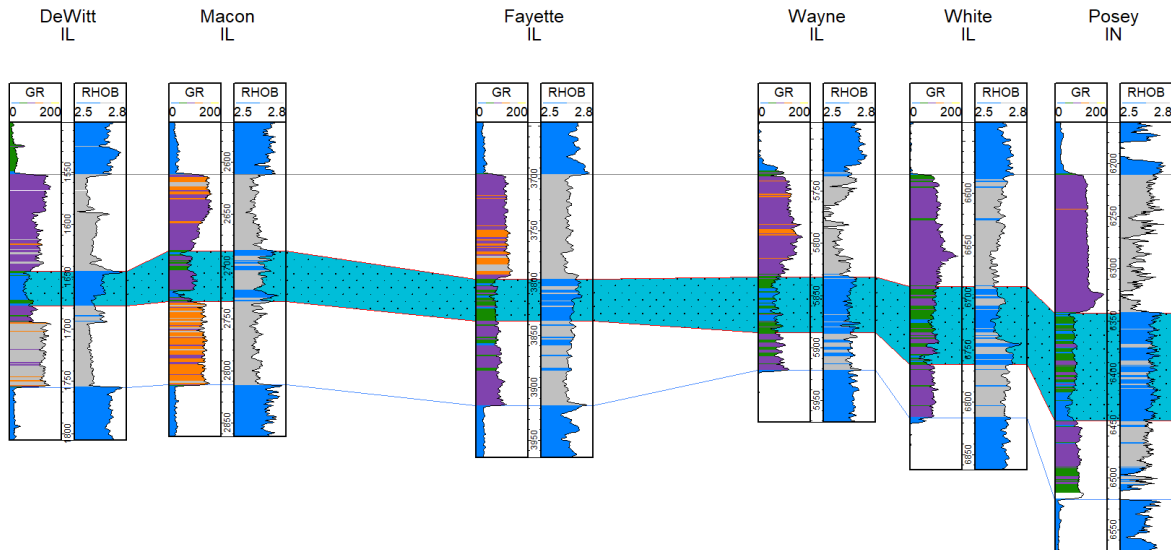 DeWitt
IL
Macon
IL
Fayette
IL
Wayne
IL
White
IL
Posey
IN
GR
0 200
RHOB
2.5 2.8
GR
0 200
RHOB
2.5 2.8
GR
0 200
RHOB
2.5 2.8
GR
0 200
RHOB
2.5 2.8
GR
0 200
RHOB
2.5 2.8
GR
0 200
RHOB
2.5 2.8
1550
1600
1650
1700
1750
1800
2600
2650
2700
2750
2800
2850
3700
3750
3800
3850
3900
3950
5750
5800
5850
5900
5950
6600
6650
6700
6750
6800
6850
6200
6250
6300
6350
6400
6450
6500
6550